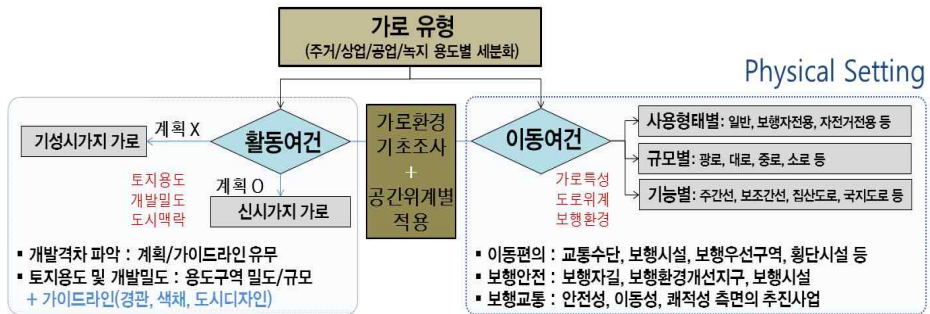 가로 유형
(주거/상업/공업/녹지 용도별 세분화)
Physical Setting
기성시가지 가로
계획 X
활동여건
계획 O
신시가지 가로
토지용도
개발밀도
도시맥락
가로환경
기초조사
+
공간위계별
적용
이동여건
가로특성
도로위계
보행환경
사용형태별: 일반, 보행자전용, 자전거전용 등
규모별: 광로, 대로, 중로, 소로 등
기능별: 주간선, 보조간선, 집산도로, 국지도로 등
▪ 개발격차 파악 : 계획/가이드라인 유무
▪ 토지용도 및 개발밀도 : 용도구역 밀도/규모
+ 가이드라인(경관, 색채, 도시디자인)
▪ 이동편의 : 교통수단, 보행시설, 보행우선구역, 횡단시설 등
▪ 보행안전 : 보행자길, 보행환경개선지구, 보행시설
▪ 보행교통 : 안전성, 이동성, 쾌적성 측면의 추진사업